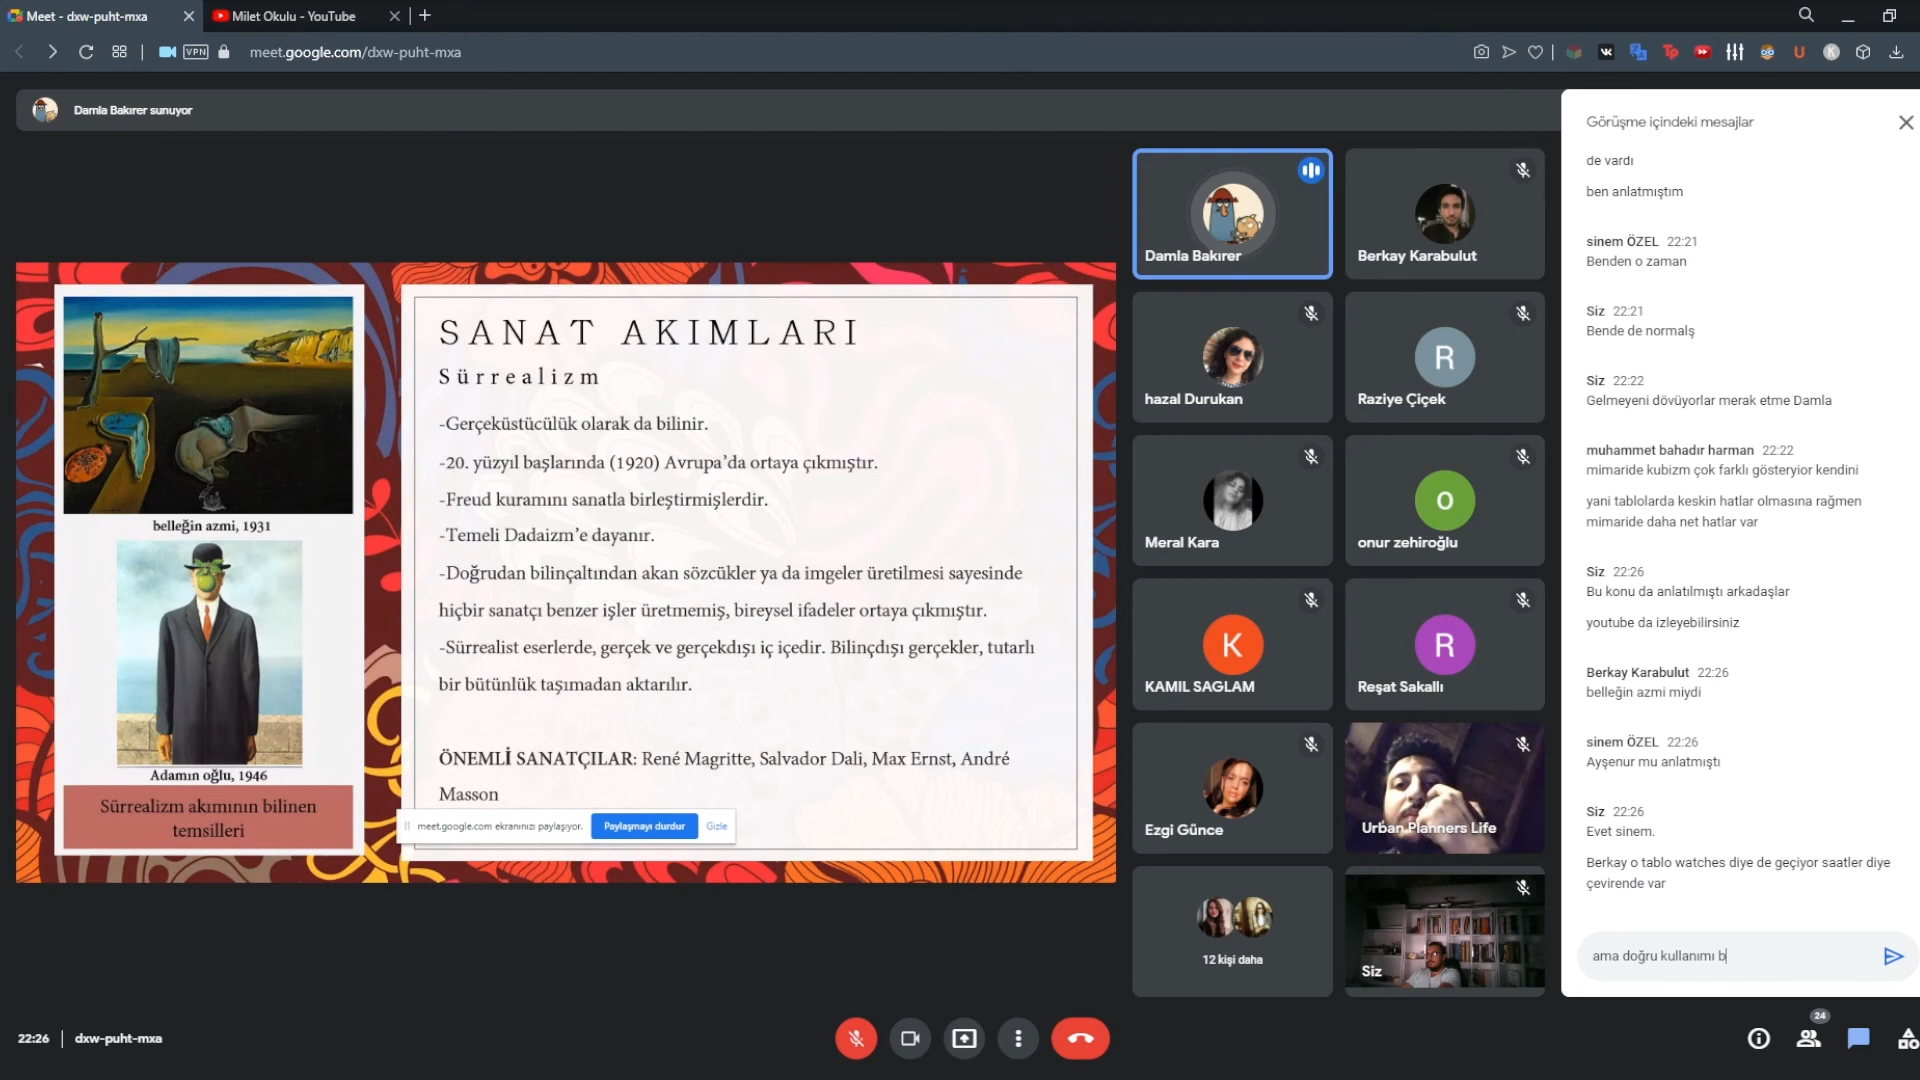 Meet - dxw-puht-mxa
Milet Okulu - YouTube
VPN
meet.google.com/dxw-puht-mxa
Damla Bakırer sunuyor
belleğin azmi, 1931
Adamın oğlu, 1946
Sürrealizm akımının bilinen
temsilleri
SANAT AKIMLARI
Sürrealizm
-Gerçeküstücülük olarak da bilinir.
-20. yüzyıl başlarında (1920) Avrupa'da ortaya çıkmıştır.
-Freud kuramını sanatla birleştirmişlerdir.
-Temeli Dadaizm'e dayanır.
-Doğrudan bilinçaltından akan sözcükler ya da imgeler üretilmesi sayesinde
hiçbir sanatçı benzer işler üretmemiş, bireysel ifadeler ortaya çıkmıştır.
-Sürrealist eserlerde, gerçek ve gerçekdışı iç içedir. Bilinçdışı gerçekler, tutarlı
bir bütünlük taşımadan aktarılır.
ÖNEMLİ SANATÇILAR: René Magritte, Salvador Dali, Max Ernst, André
Masson
meet.google.com ekranınızı paylaşıyor.
Paylaşmayı durdur
Gizle
Damla Bakırer
Berkay Karabulut
hazal Durukan
R
Raziye Çiçek
Meral Kara
o
onur zehiroğlu
K
KAMIL SAGLAM
R
Reşat Sakallı
Ezgi Günce
Urban Planners Life
12 kişi daha
Siz
Görüşme içindeki mesajlar
de vardı
ben anlatmıştım
sinem ÖZEL 22:21
Benden o zaman
Siz 22:21
Bende de normalş
Siz 22:22
Gelmeyeni dövüyorlar merak etme Damla
muhammet bahadır harman 22:22
mimaride kubizm çok farklı gösteryior kendini
yani tablolarda keskin hatlar olmasına rağmen
mimaride daha net hatlar var
Siz 22:26
Bu konu da anlatılmıştı arkadaşlar
youtube da izleyebilirsiniz
Berkay Karabulut 22:26
belleğin azmi miydi
sinem ÖZEL 22:26
Ayşenur mu anlatmıştı
Siz 22:26
Evet sinem.
Berkay o tablo watches diye de geçiyor saatler diye
çevirende var
ama doğru kullanımı b
22:26
dxw-puht-mxa
24